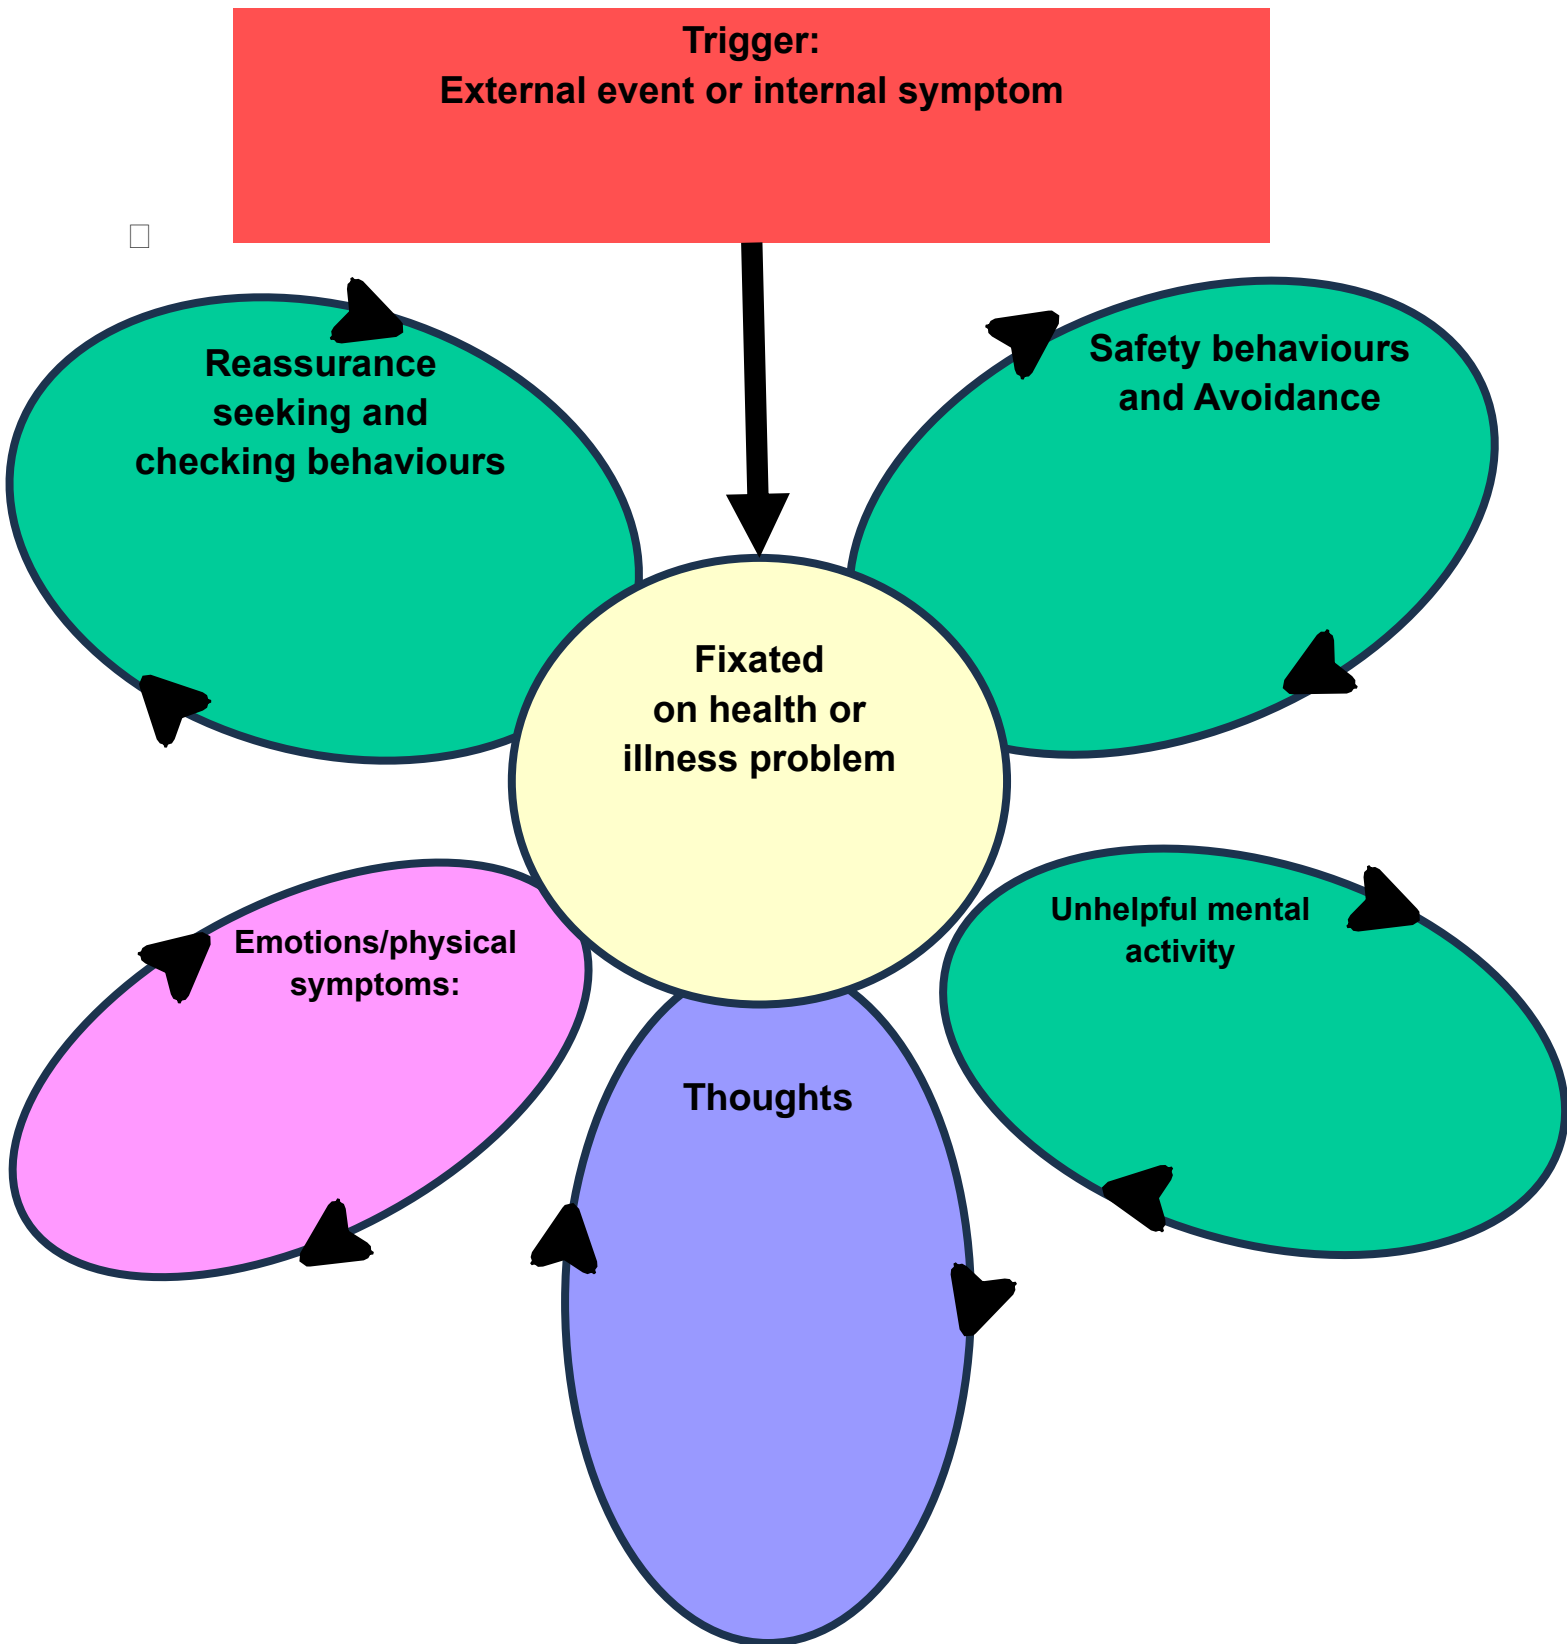 Trigger:
External event or internal symptom
Reassurance
seeking and
checking behaviours
Safety behaviours
and Avoidance
Fixated
on health or
illness problem
Emotions/physical
symptoms:
Unhelpful mental
activity
Thoughts